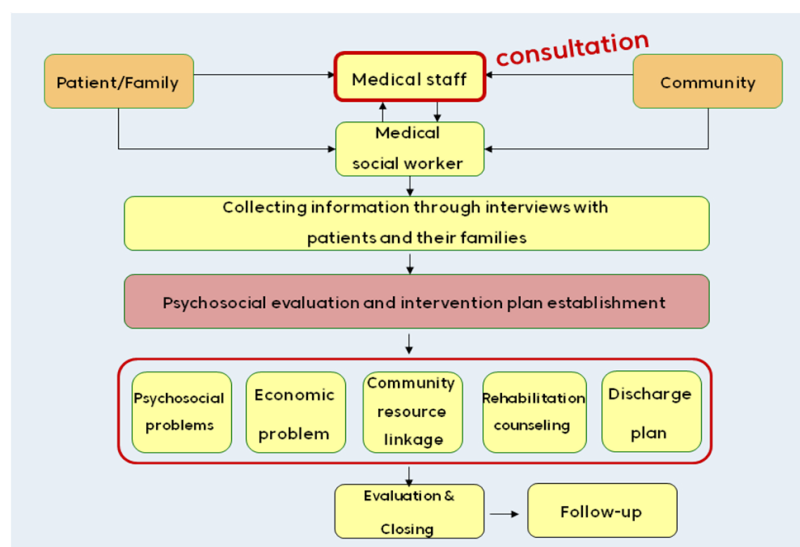 consultation
Patient/Family
Medical staff
Community
Medical
social worker
Collecting information through interviews with
patients and their families
Psychosocial evaluation and intervention plan establishment
Psychosocial
problems
Economic
problem
Community
resource
linkage
Rehabilitation
counseling
Discharge
plan
Evaluation &
Closing
Follow-up